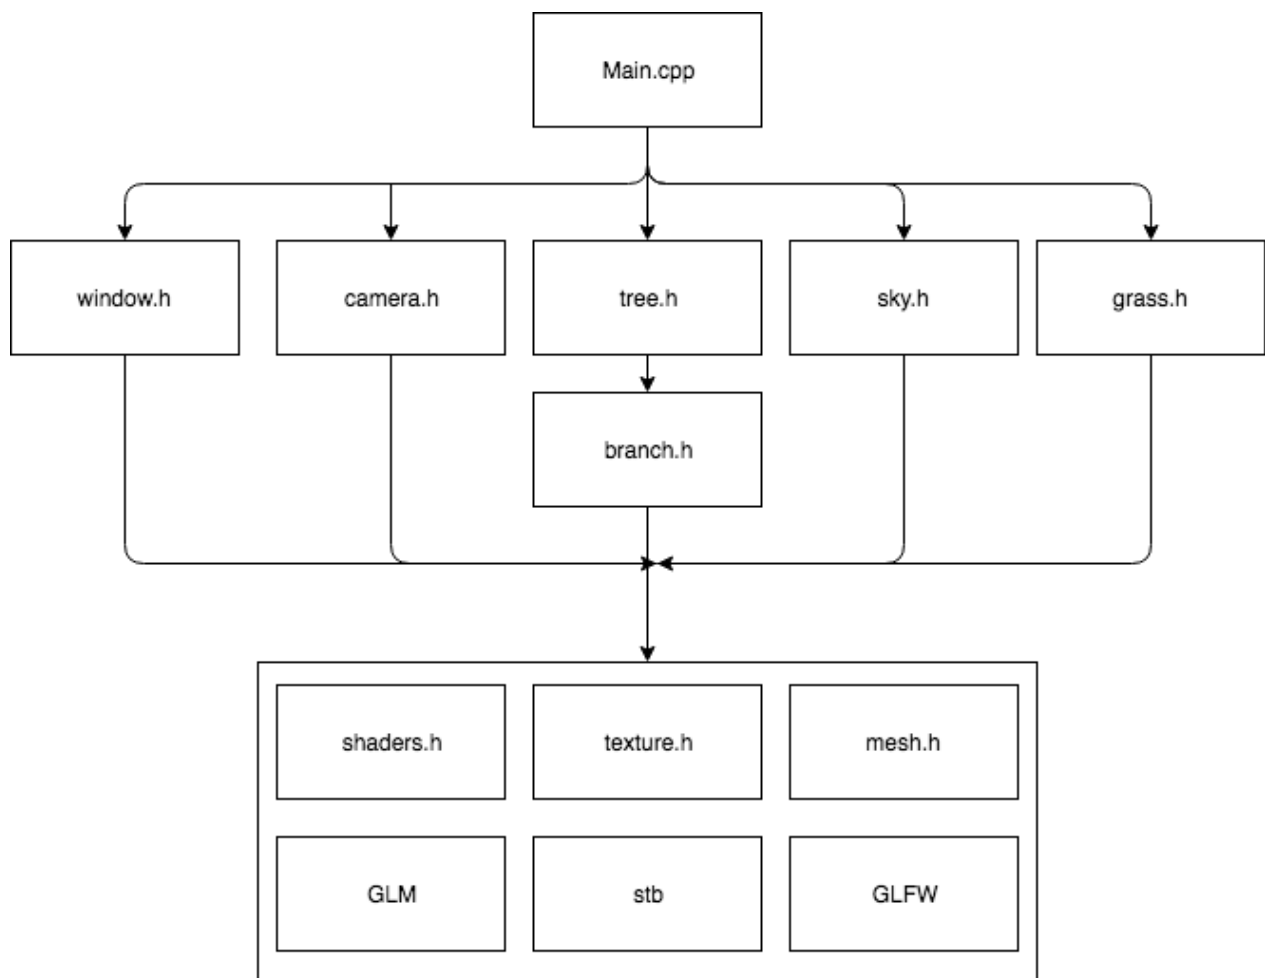 Main.cpp
window.h
camera.h
tree.h
sky.h
grass.h
branch.h
shaders.h
texture.h
mesh.h
GLM
stb
GLFW